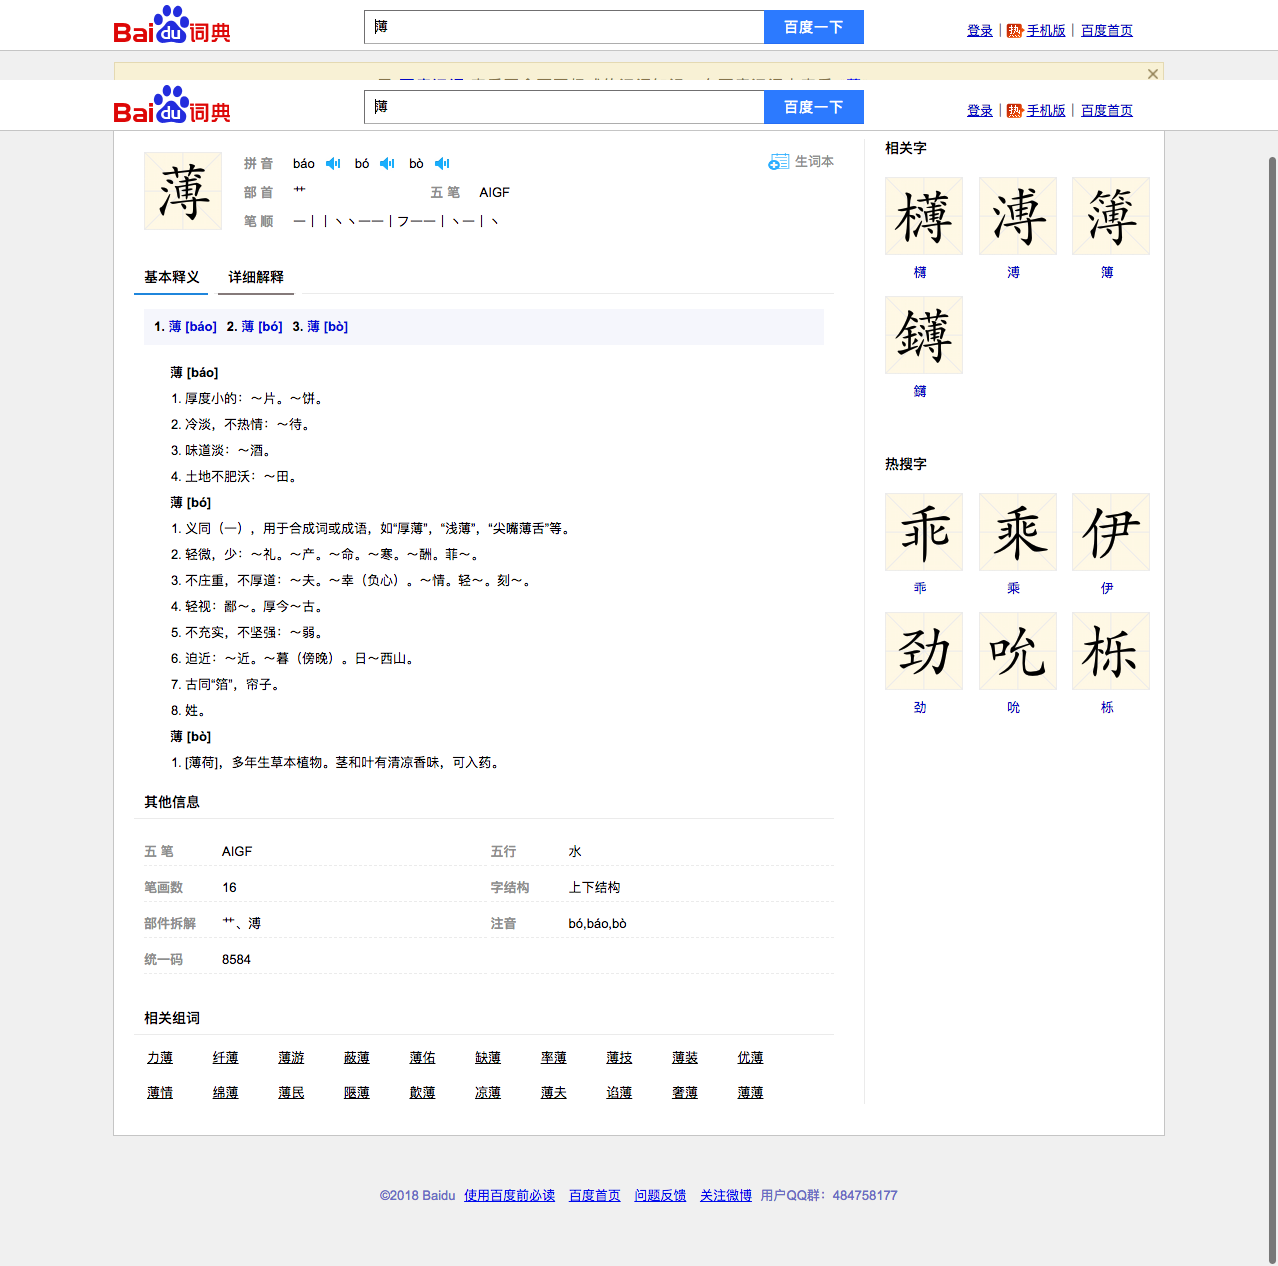 Baidu词典
薄
百度一下
登录 | 热 手机版 | 百度首页
Baidu词典
薄
百度一下
登录 | 热 手机版 | 百度首页
薄
拼 音 báo bó bò
生词本
部 首 艹 五 笔 AIGF
笔 顺 一丨丨丶丶一一丨フ一一丨丶一丨丶
基本释义 详细解释
1. 薄 [báo] 2. 薄 [bó] 3. 薄 [bò]
薄 [báo]
1. 厚度小的：～片。～饼。
2. 冷淡，不热情：～待。
3. 味道淡：～酒。
4. 土地不肥沃：～田。
薄 [bó]
1. 义同（一），用于合成词或成语，如“厚薄”，“浅薄”，“尖嘴薄舌”等。
2. 轻微，少：～礼。～产。～命。～寒。～酬。菲～。
3. 不庄重，不厚道：～夫。～幸（负心）。～情。轻～。刻～。
4. 轻视：鄙～。厚今～古。
5. 不充实，不坚强：～弱。
6. 迫近：～近。～暮（傍晚）。日～西山。
7. 古同“箔”，帘子。
8. 姓。
薄 [bò]
1. [薄荷]，多年生草本植物。茎和叶有清凉香味，可入药。
其他信息
五 笔 AIGF 五行 水
笔画数 16 字结构 上下结构
部件拆解 艹、溥 注音 bó,báo,bò
统一码 8584
相关组词
力薄 纤薄 薄游 蔽薄 薄佑 缺薄 率薄 薄技 薄装 优薄
薄情 绵薄 薄民 陋薄 歊薄 凉薄 薄夫 谄薄 奢薄 薄薄
相关字
欂 溥 簿
欂 溥 簿
鑮
鑮
热搜字
乖 乘 伊
乖 乘 伊
劲 吮 栎
劲 吮 栎
©2018 Baidu 使用百度前必读 百度首页 问题反馈 关注微博 用户QQ群：484758177